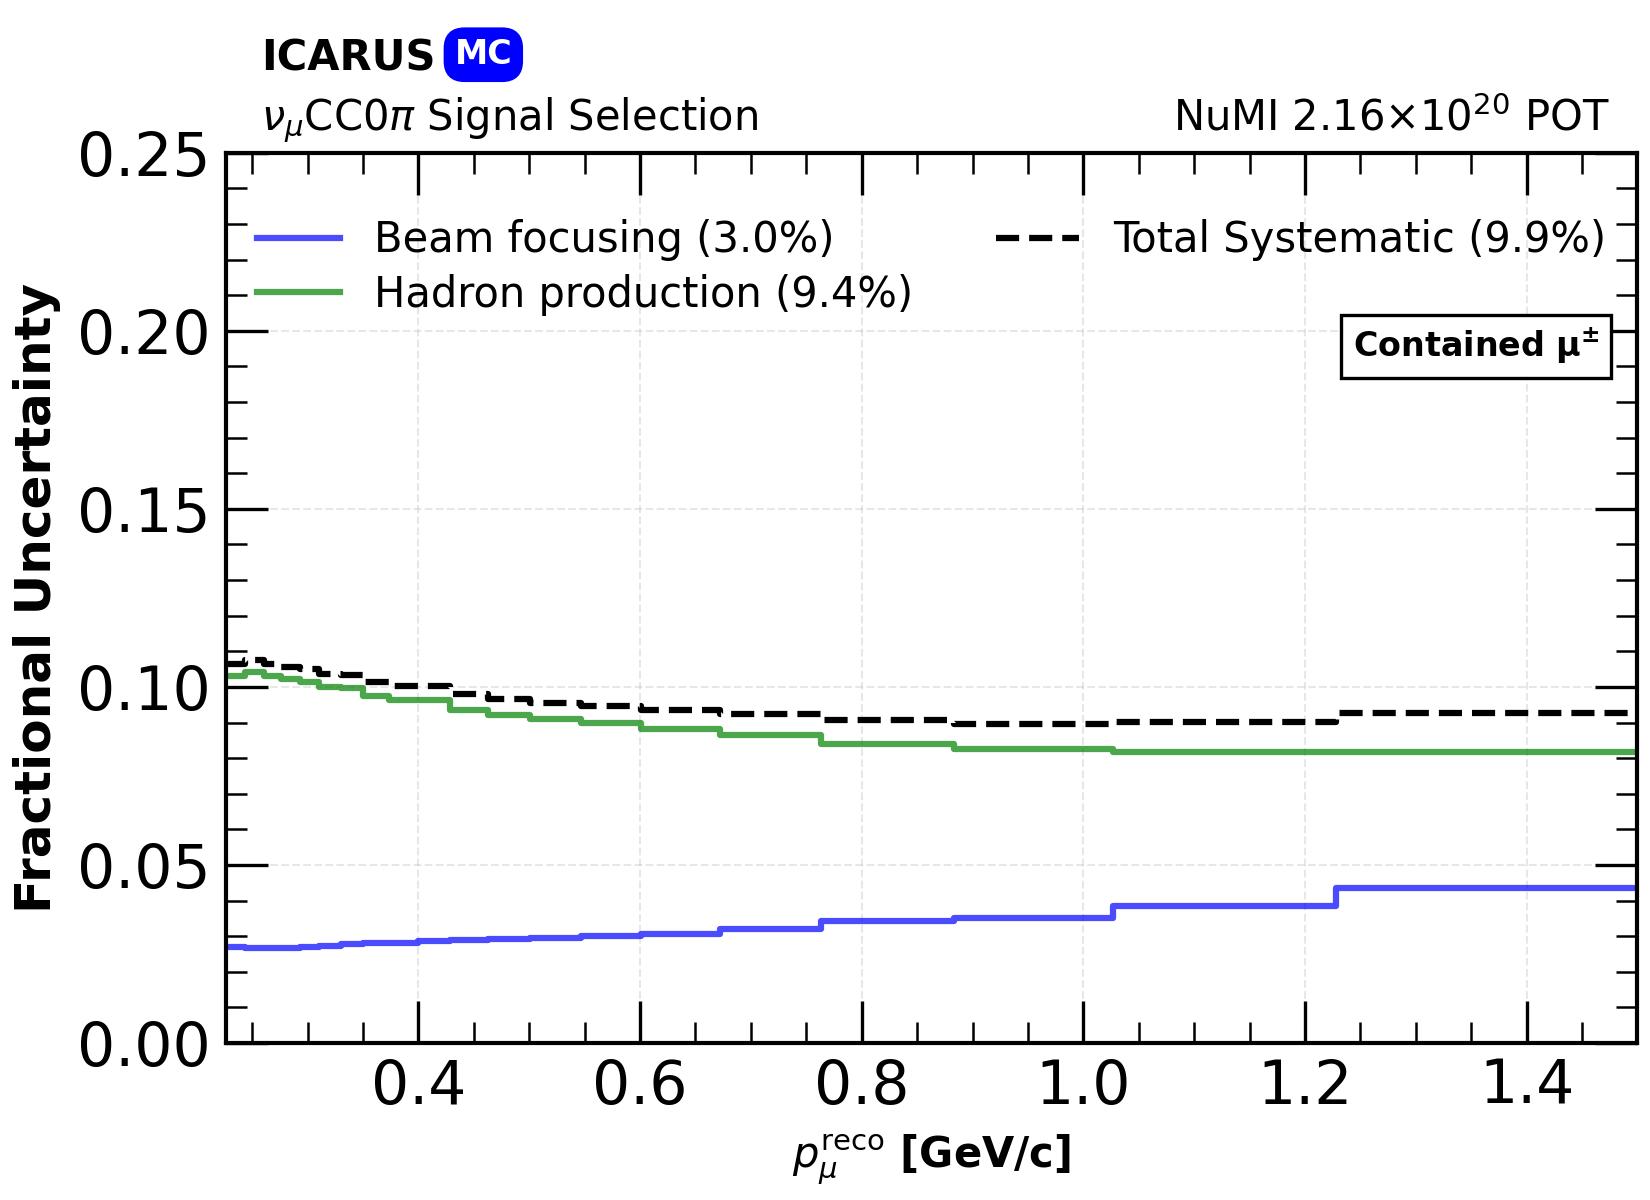 ICARUS MC
νμCC0π Signal Selection NuMI 2.16×10²⁰ POT
0.25
Beam focusing (3.0%) Total Systematic (9.9%)
Hadron production (9.4%)
0.20
Contained μ±
Fractional Uncertainty
0.15
0.10
0.05
0.00
0.4 0.6 0.8 1.0 1.2 1.4
pμreco [GeV/c]